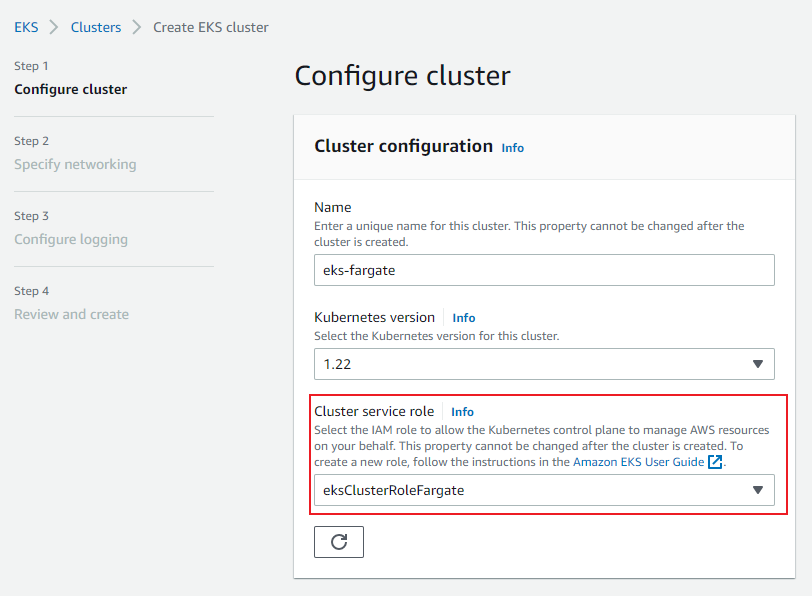 EKS > Clusters > Create EKS cluster
Step 1
Configure cluster
Step 2
Specify networking
Step 3
Configure logging
Step 4
Review and create
Configure cluster
Cluster configuration Info
Name
Enter a unique name for this cluster. This property cannot be changed after the
cluster is created.
eks-fargate
Kubernetes version Info
Select the Kubernetes version for this cluster.
1.22
Cluster service role Info
Select the IAM role to allow the Kubernetes control plane to manage AWS resources
on your behalf. This property cannot be changed after the cluster is created. To
create a new role, follow the instructions in the Amazon EKS User Guide .
eksClusterRoleFargate